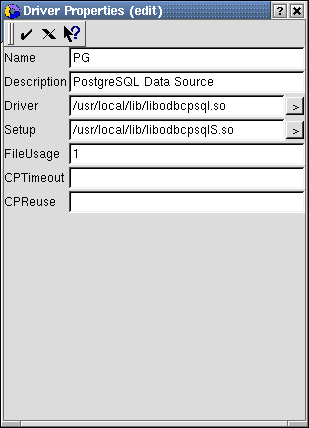 Driver Properties (edit)
Name PG
Description PostgreSQL Data Source
Driver /usr/local/lib/libodbcpsql.so >
Setup /usr/local/lib/libodbcpsqlS.so >
FileUsage 1
CPTimeout
CPReuse